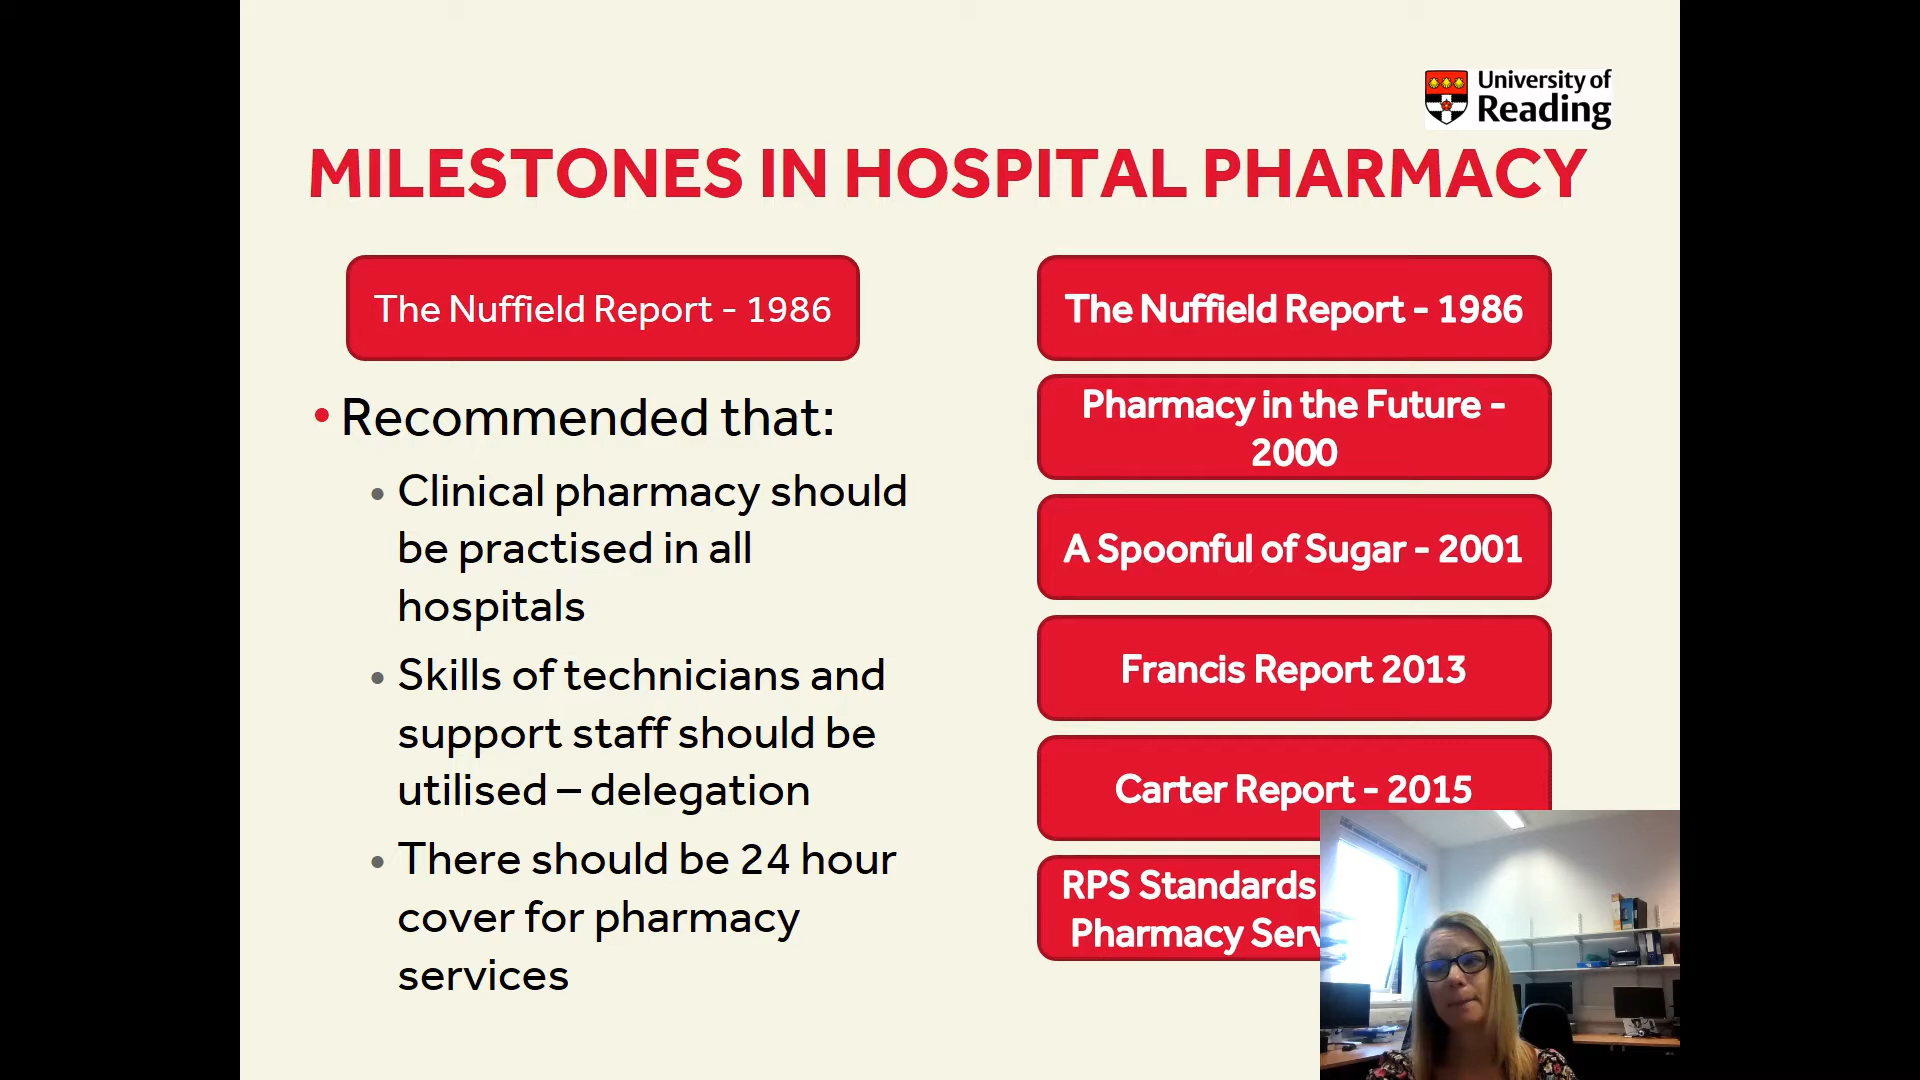 University of
Reading
MILESTONES IN HOSPITAL PHARMACY
The Nuffield Report - 1986
• Recommended that:
• Clinical pharmacy should
be practised in all
hospitals
• Skills of technicians and
support staff should be
utilised – delegation
• There should be 24 hour
cover for pharmacy
services
The Nuffield Report - 1986
Pharmacy in the Future -
2000
A Spoonful of Sugar - 2001
Francis Report 2013
Carter Report - 2015
RPS Standards
Pharmacy